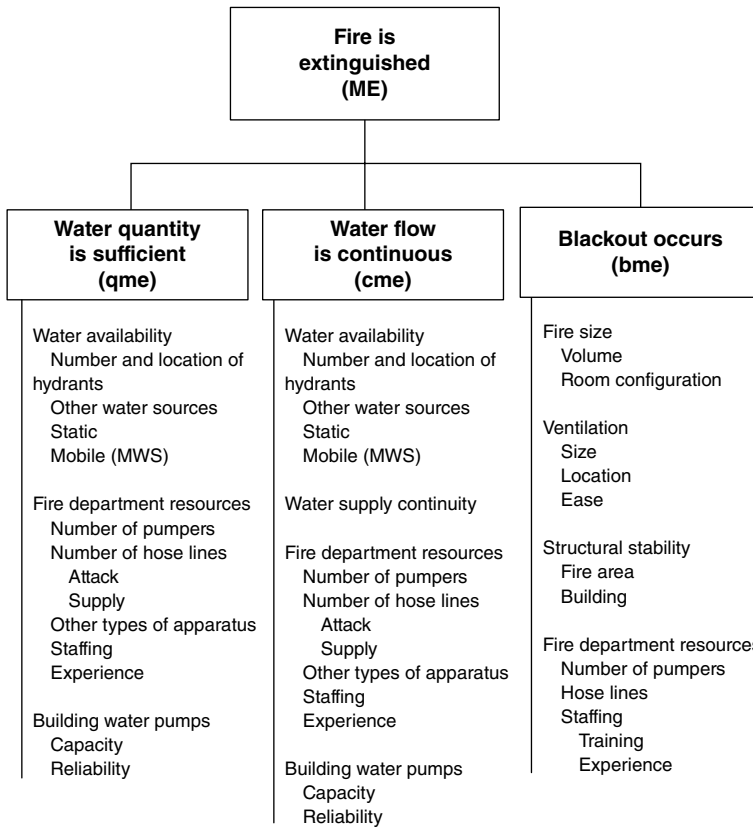 Fire is
extinguished
(ME)
Water quantity
is sufficient
(qme)
Water availability
Number and location of
hydrants
Other water sources
Static
Mobile (MWS)
Fire department resources
Number of pumpers
Number of hose lines
Attack
Supply
Other types of apparatus
Staffing
Experience
Building water pumps
Capacity
Reliability
Water flow
is continuous
(cme)
Water availability
Number and location of
hydrants
Other water sources
Static
Mobile (MWS)
Water supply continuity
Fire department resources
Number of pumpers
Number of hose lines
Attack
Supply
Other types of apparatus
Staffing
Experience
Building water pumps
Capacity
Reliability
Blackout occurs
(bme)
Fire size
Volume
Room configuration
Ventilation
Size
Location
Ease
Structural stability
Fire area
Building
Fire department resources
Number of pumpers
Hose lines
Staffing
Training
Experience